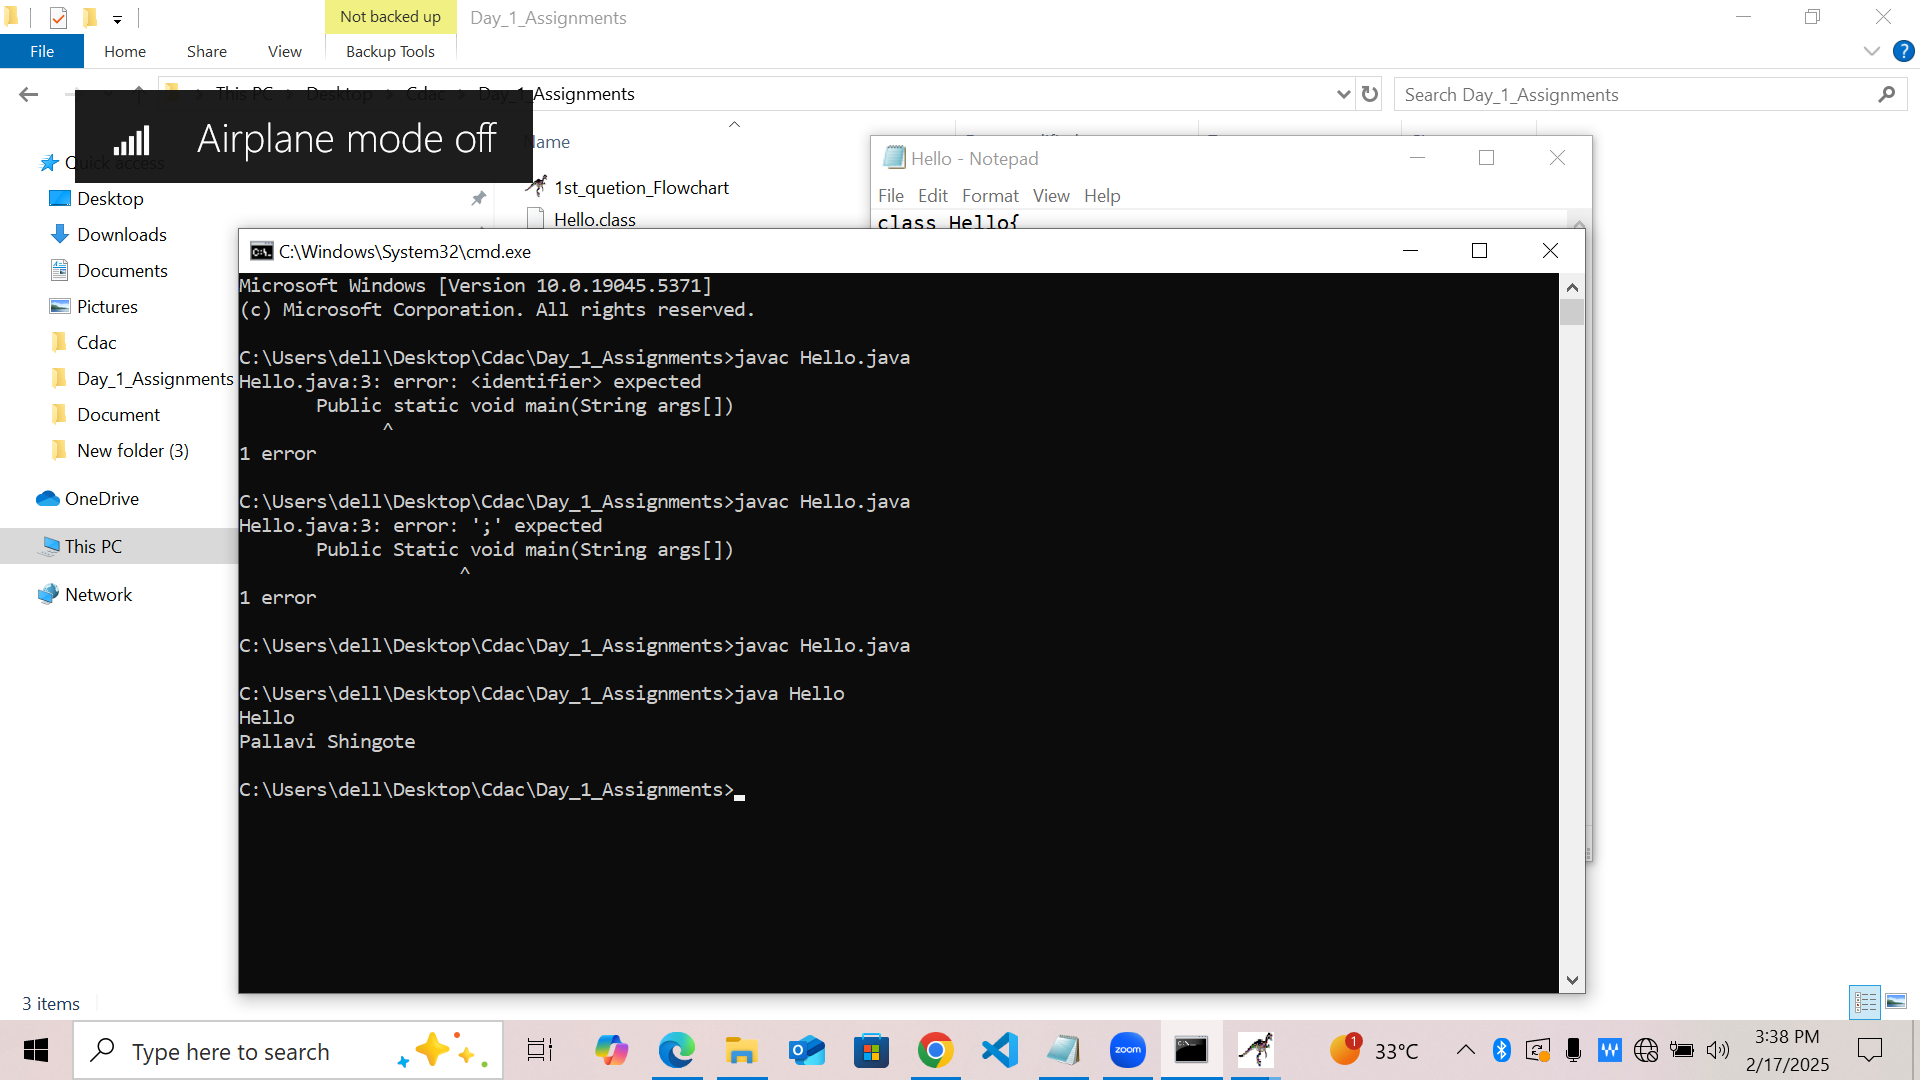 Not backed up
Day_1_Assignments
File
Home
Share
View
Backup Tools
This PC
Desktop
Cdac
Day_1_Assignments
Search Day_1_Assignments
Airplane mode off
Name
Quick access
Desktop
Downloads
Documents
Pictures
Cdac
Day_1_Assignments
Document
New folder (3)
OneDrive
This PC
Network
1st_quetion_Flowchart
Hello.class
Hello - Notepad
File Edit Format View Help
class Hello{
C:\Windows\System32\cmd.exe
Microsoft Windows [Version 10.0.19045.5371]
(c) Microsoft Corporation. All rights reserved.
C:\Users\dell\Desktop\Cdac\Day_1_Assignments>javac Hello.java
Hello.java:3: error: <identifier> expected
Public static void main(String args[])
^
1 error
C:\Users\dell\Desktop\Cdac\Day_1_Assignments>javac Hello.java
Hello.java:3: error: ';' expected
Public Static void main(String args[])
^
1 error
C:\Users\dell\Desktop\Cdac\Day_1_Assignments>javac Hello.java
C:\Users\dell\Desktop\Cdac\Day_1_Assignments>java Hello
Hello
Pallavi Shingote
C:\Users\dell\Desktop\Cdac\Day_1_Assignments>
3 items
Type here to search
zoom
1
33°C
3:38 PM
2/17/2025